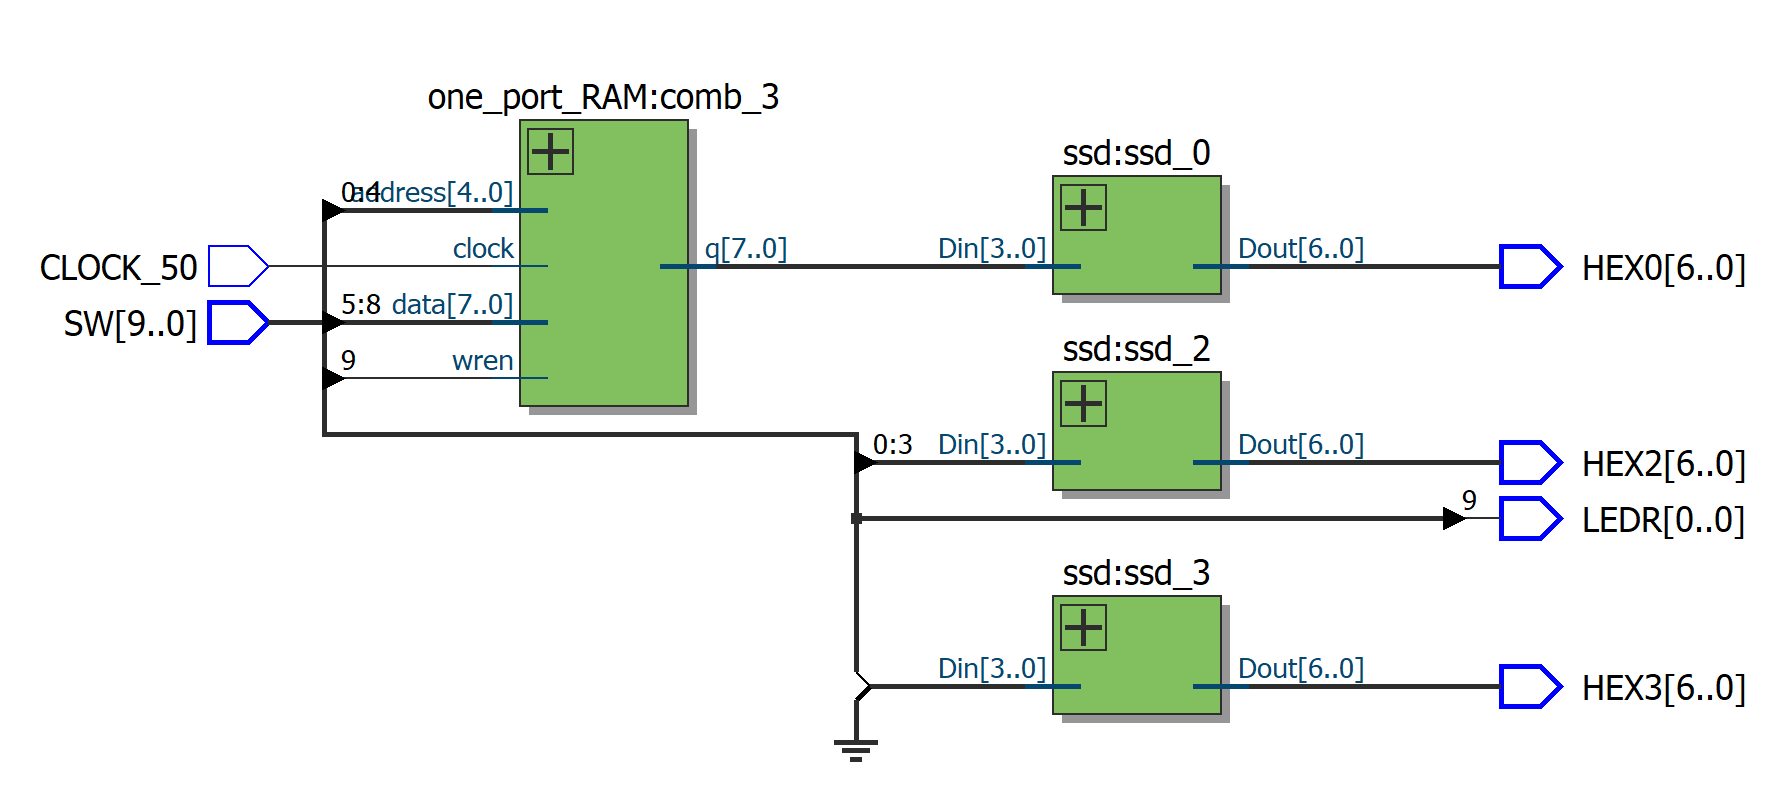 one_port_RAM:comb_3
ssd:ssd_0
0:4 address[4..0]
clock
q[7..0]
Din[3..0]
Dout[6..0]
CLOCK_50
HEX0[6..0]
5:8 data[7..0]
SW[9..0]
9 wren
ssd:ssd_2
0:3 Din[3..0]
Dout[6..0]
HEX2[6..0]
9
LEDR[0..0]
ssd:ssd_3
Din[3..0]
Dout[6..0]
HEX3[6..0]